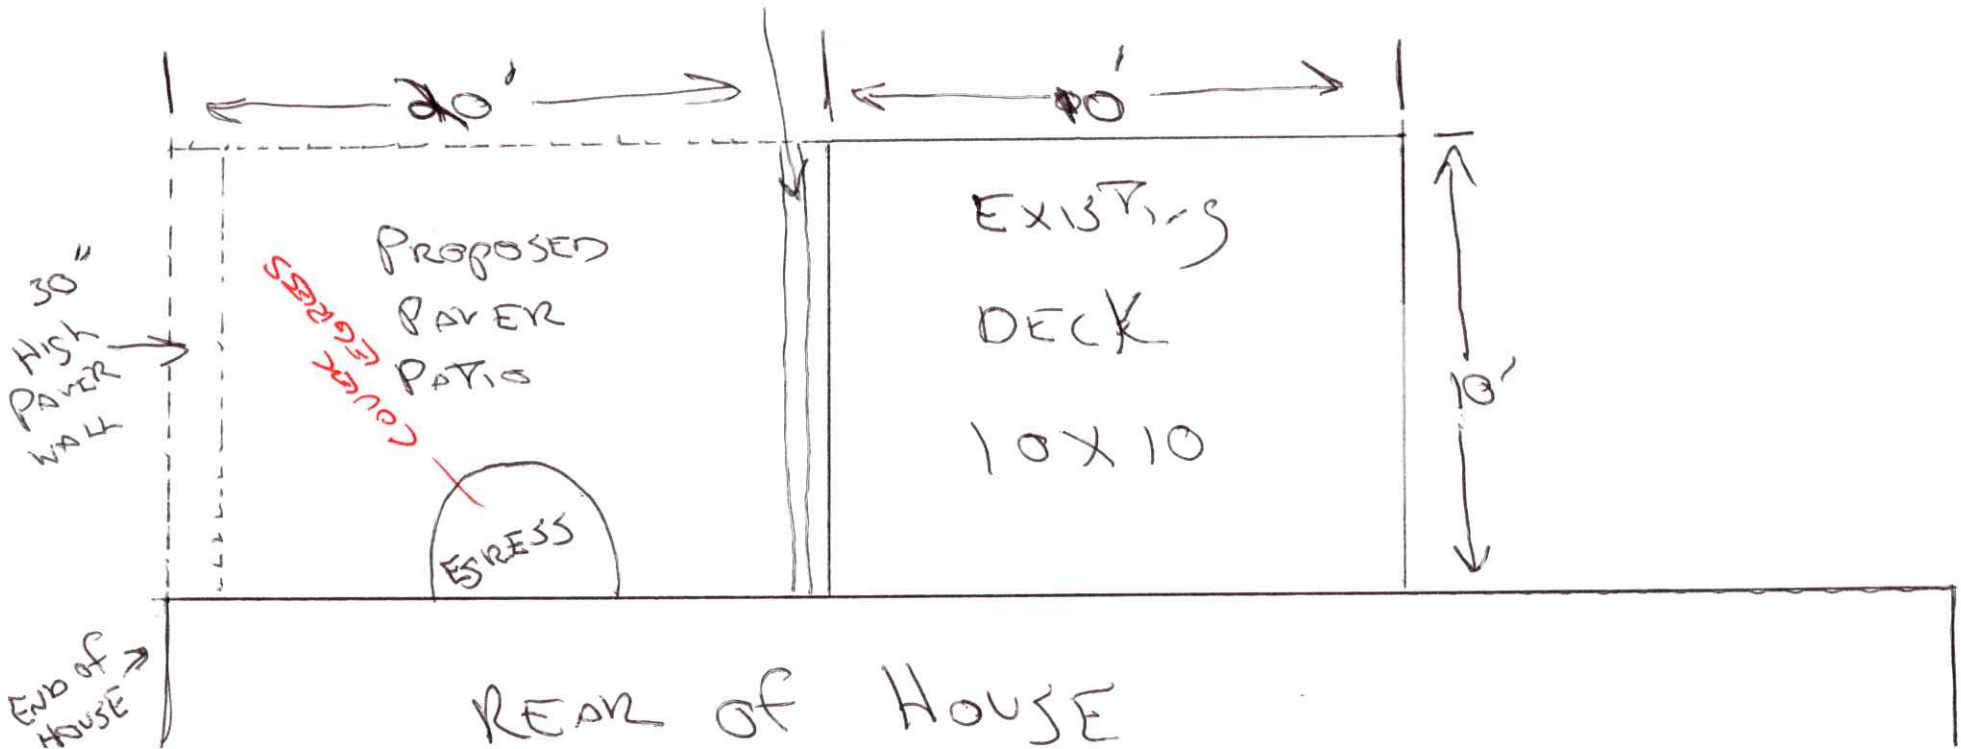 20'
10'
EXISTING
DECK
10X10
10'
PROPOSED
PAVER
PATIO
COVER EGRESS
EGRESS
30"
HIGH
PAVER
WALL
END of
HOUSE
REAR of HOUSE